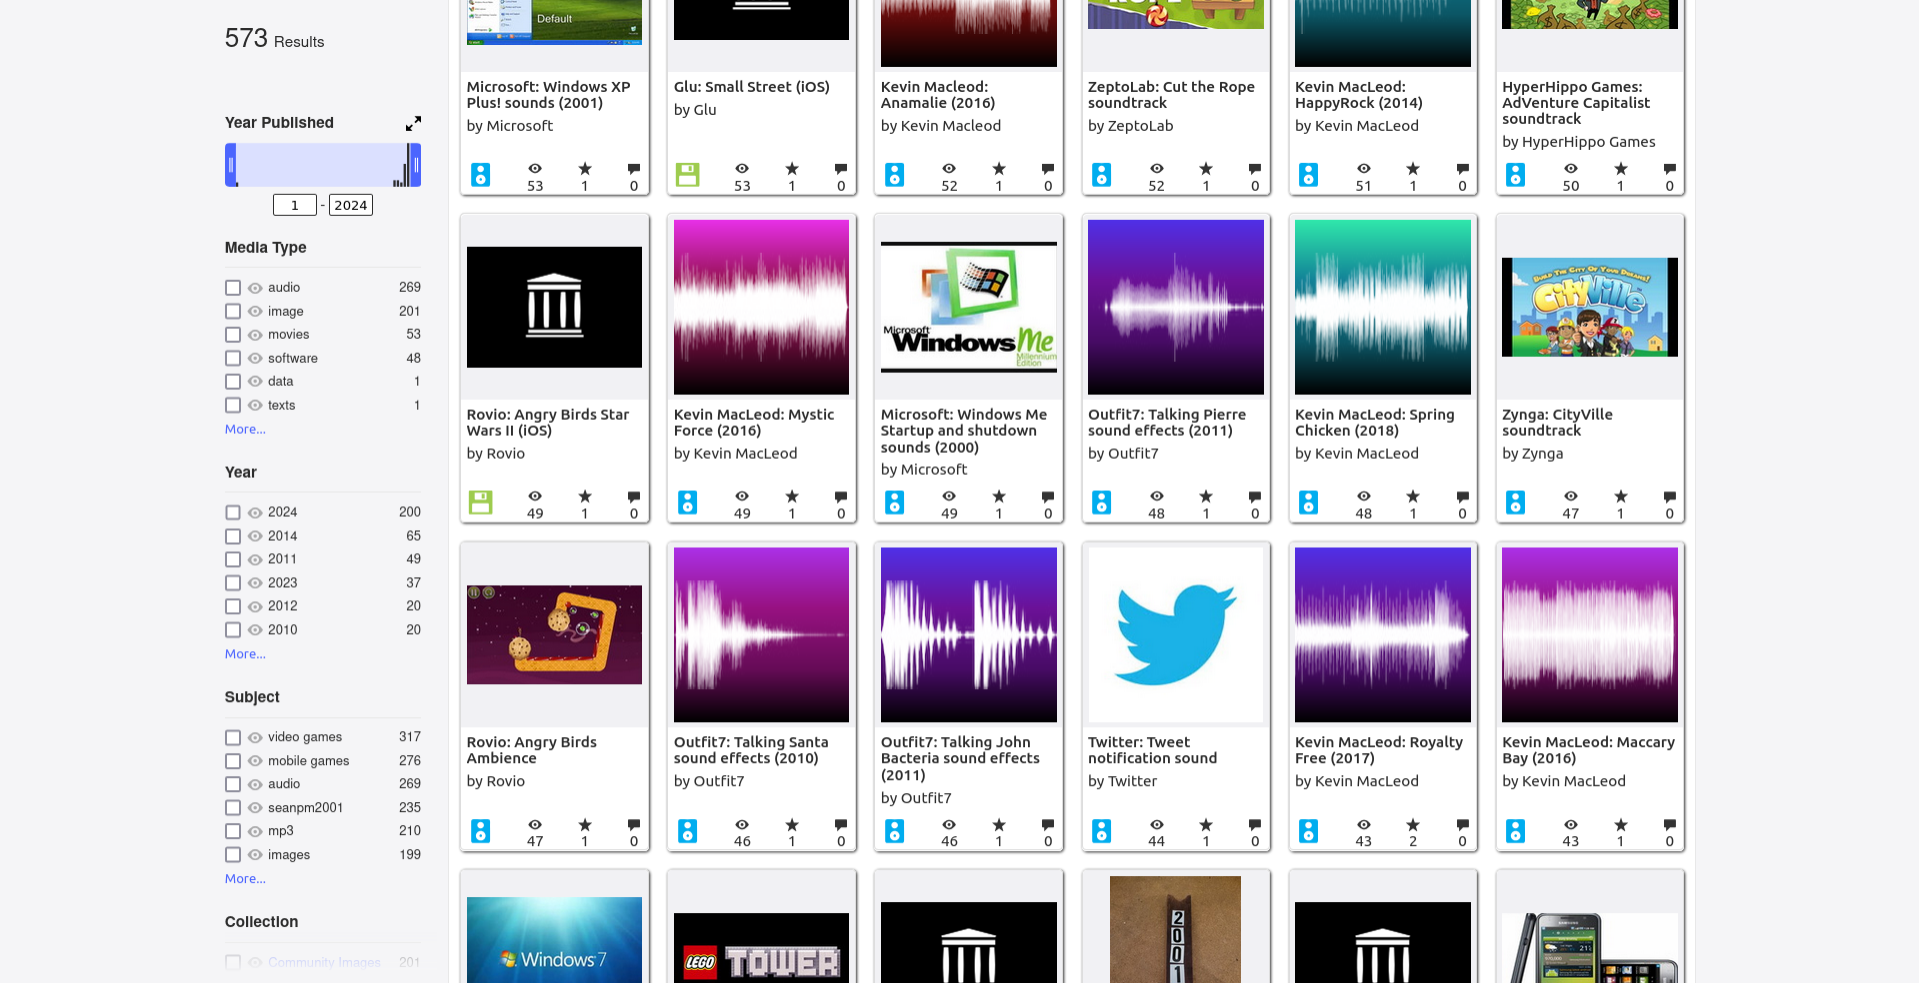 573 Results
Year Published
1 - 2024
Media Type
audio 269
image 201
movies 53
software 48
data 1
texts 1
More...
Year
2024 200
2014 65
2011 49
2023 37
2012 20
2010 20
More...
Subject
video games 317
mobile games 276
audio 269
seanpm2001 235
mp3 210
images 199
More...
Collection
Community Images 201
Default
Microsoft: Windows XP
Plus! sounds (2001)
by Microsoft
53 1 0
Glu: Small Street (iOS)
by Glu
53 1 0
Kevin Macleod:
Anamalie (2016)
by Kevin Macleod
52 1 0
ZeptoLab: Cut the Rope
soundtrack
by ZeptoLab
52 1 0
Kevin MacLeod:
HappyRock (2014)
by Kevin MacLeod
51 1 0
HyperHippo Games:
AdVenture Capitalist
soundtrack
by HyperHippo Games
50 1 0
Rovio: Angry Birds Star
Wars II (iOS)
by Rovio
49 1 0
Kevin MacLeod: Mystic
Force (2016)
by Kevin MacLeod
49 1 0
Microsoft
Windows Me
Millennium
Edition
Microsoft: Windows Me
Startup and shutdown
sounds (2000)
by Microsoft
49 1 0
Outfit7: Talking Pierre
sound effects (2011)
by Outfit7
48 1 0
Kevin MacLeod: Spring
Chicken (2018)
by Kevin MacLeod
48 1 0
BUILD THE CITY OF YOUR DREAMS!
CityVille
Zynga: CityVille
soundtrack
by Zynga
47 1 0
Rovio: Angry Birds
Ambience
by Rovio
47 1 0
Outfit7: Talking Santa
sound effects (2010)
by Outfit7
46 1 0
Outfit7: Talking John
Bacteria sound effects
(2011)
by Outfit7
46 1 0
Twitter: Tweet
notification sound
by Twitter
44 1 0
Kevin MacLeod: Royalty
Free (2017)
by Kevin MacLeod
43 2 0
Kevin MacLeod: Maccary
Bay (2016)
by Kevin MacLeod
43 1 0
Windows 7
LEGO TOWER
2001